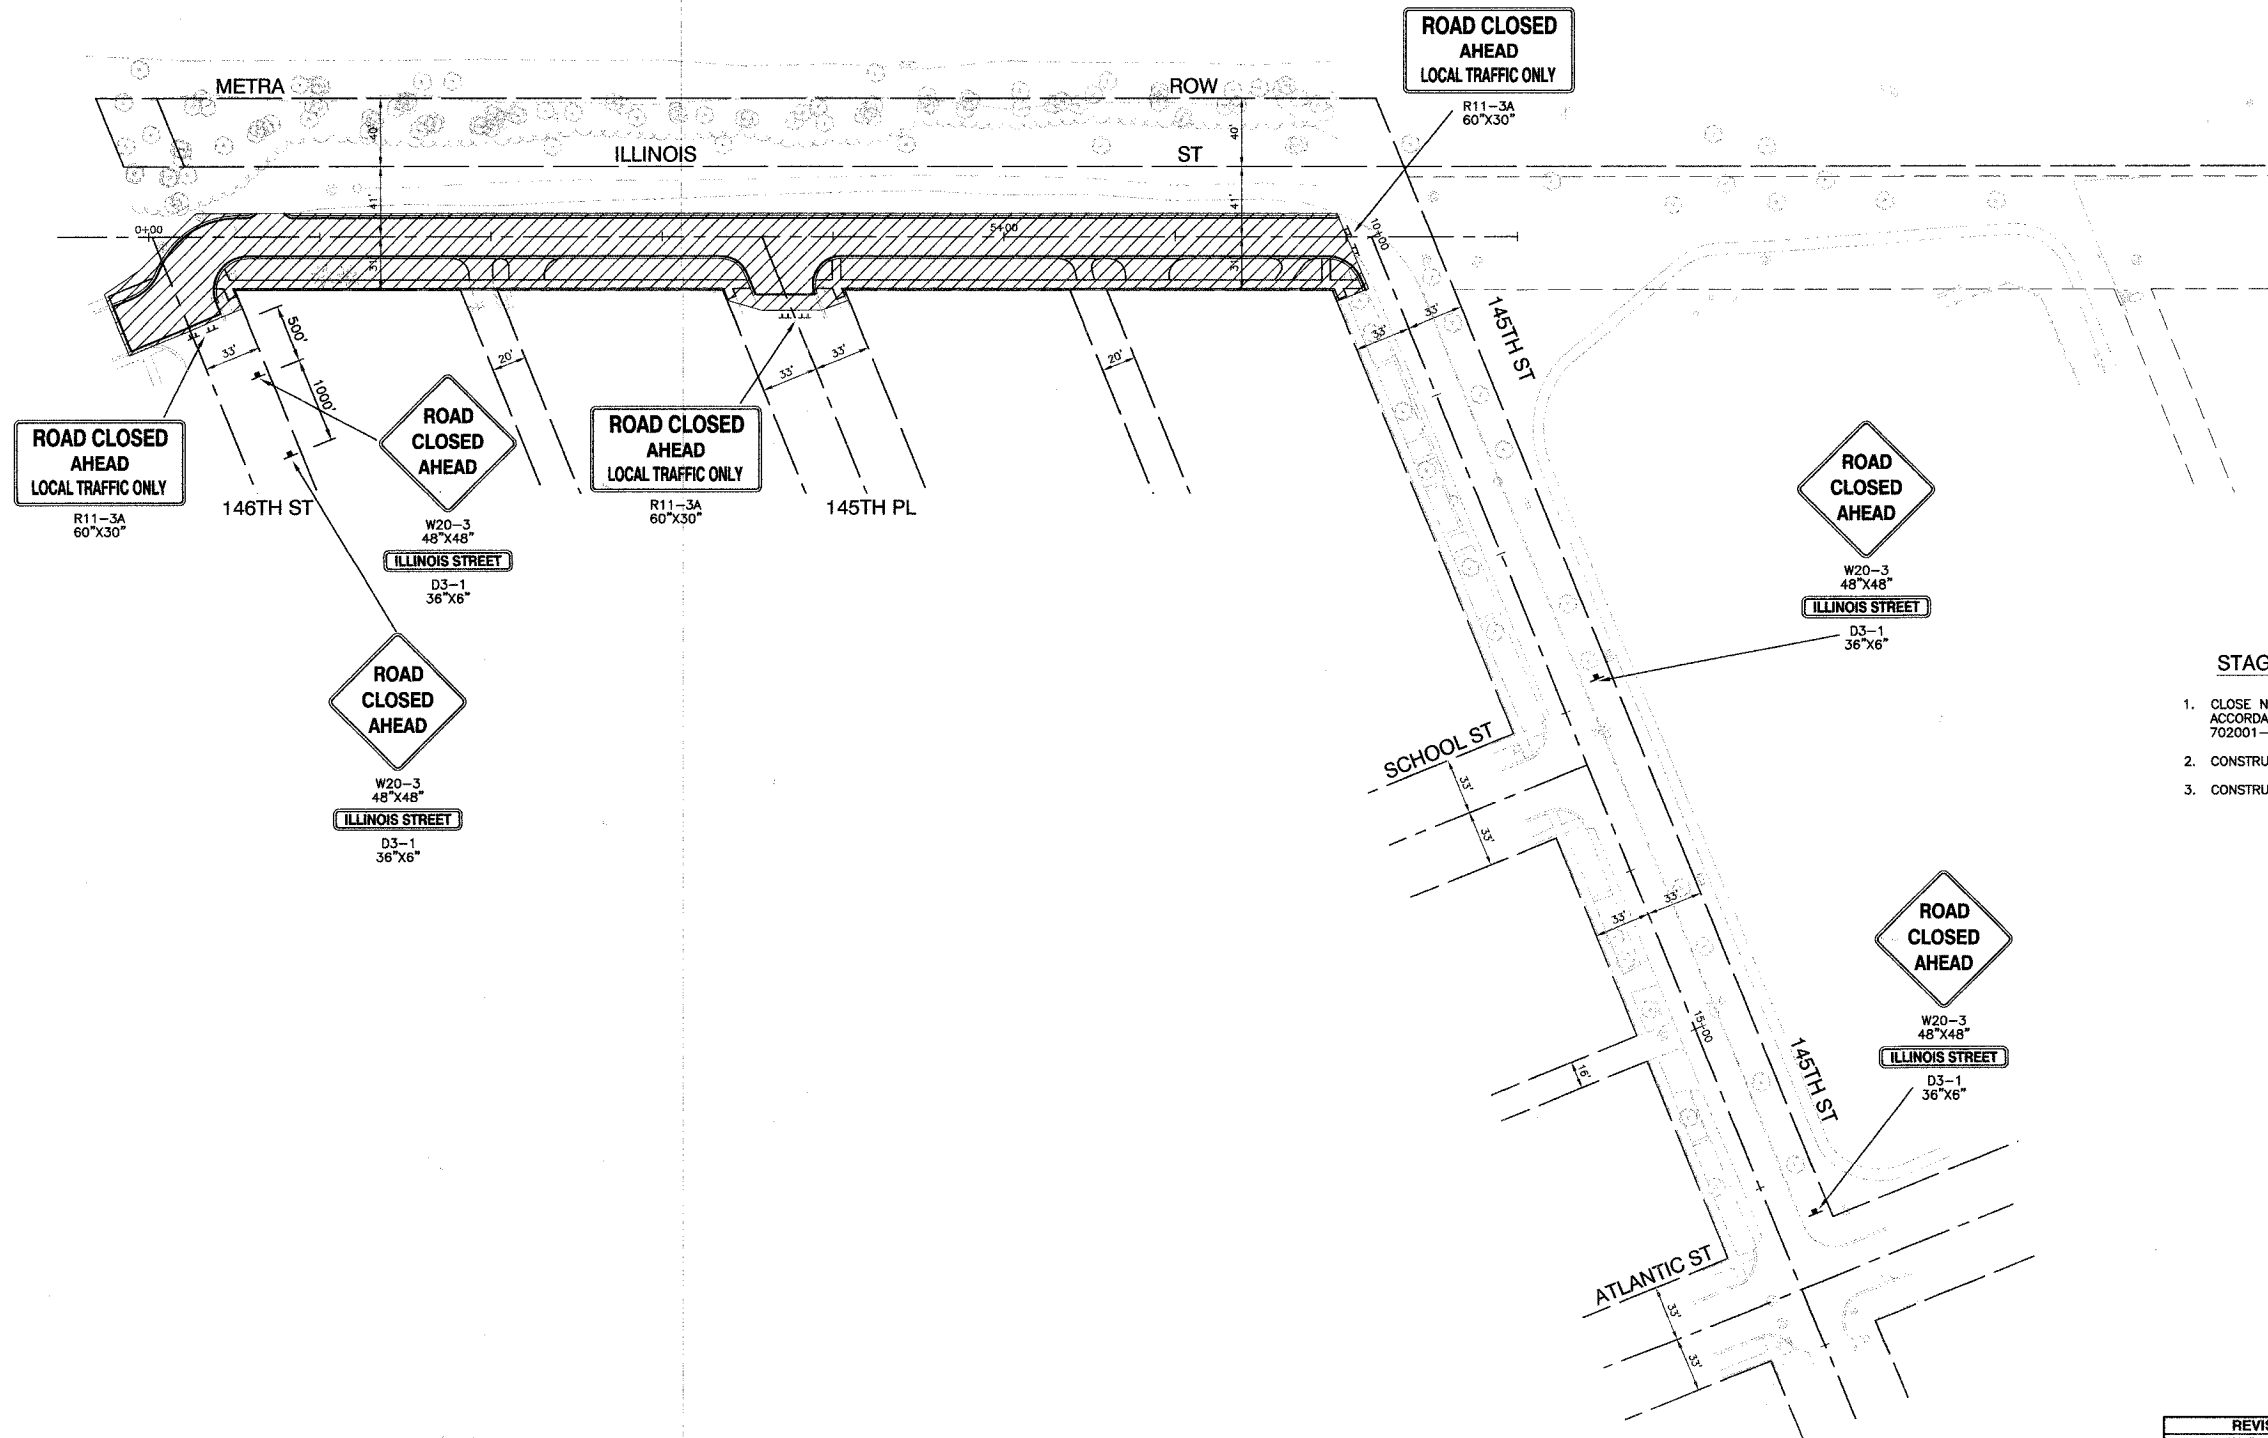 ROAD CLOSED
AHEAD
LOCAL TRAFFIC ONLY
R11-3A
60"X30"
METRA ROW
40'
40'
ILLINOIS ST
41'
41'
0+00
54+00
10+00
31'
31'
500'
1000'
33'
20'
33'
33'
20'
33'
33'
145TH ST
ROAD CLOSED
AHEAD
LOCAL TRAFFIC ONLY
R11-3A
60"X30"
146TH ST
ROAD
CLOSED
AHEAD
W20-3
48"X48"
ILLINOIS STREET
D3-1
36"X6"
ROAD CLOSED
AHEAD
LOCAL TRAFFIC ONLY
R11-3A
60"X30"
145TH PL
ROAD
CLOSED
AHEAD
W20-3
48"X48"
ILLINOIS STREET
D3-1
36"X6"
ROAD
CLOSED
AHEAD
W20-3
48"X48"
ILLINOIS STREET
D3-1
36"X6"
STAG
1. CLOSE N
ACCORDA
702001-
2. CONSTRU
3. CONSTRU
SCHOOL ST
33'
33'
33'
33'
ROAD
CLOSED
AHEAD
W20-3
48"X48"
ILLINOIS STREET
D3-1
36"X6"
15+00
145TH ST
16'
ATLANTIC ST
33'
33'
REVIS